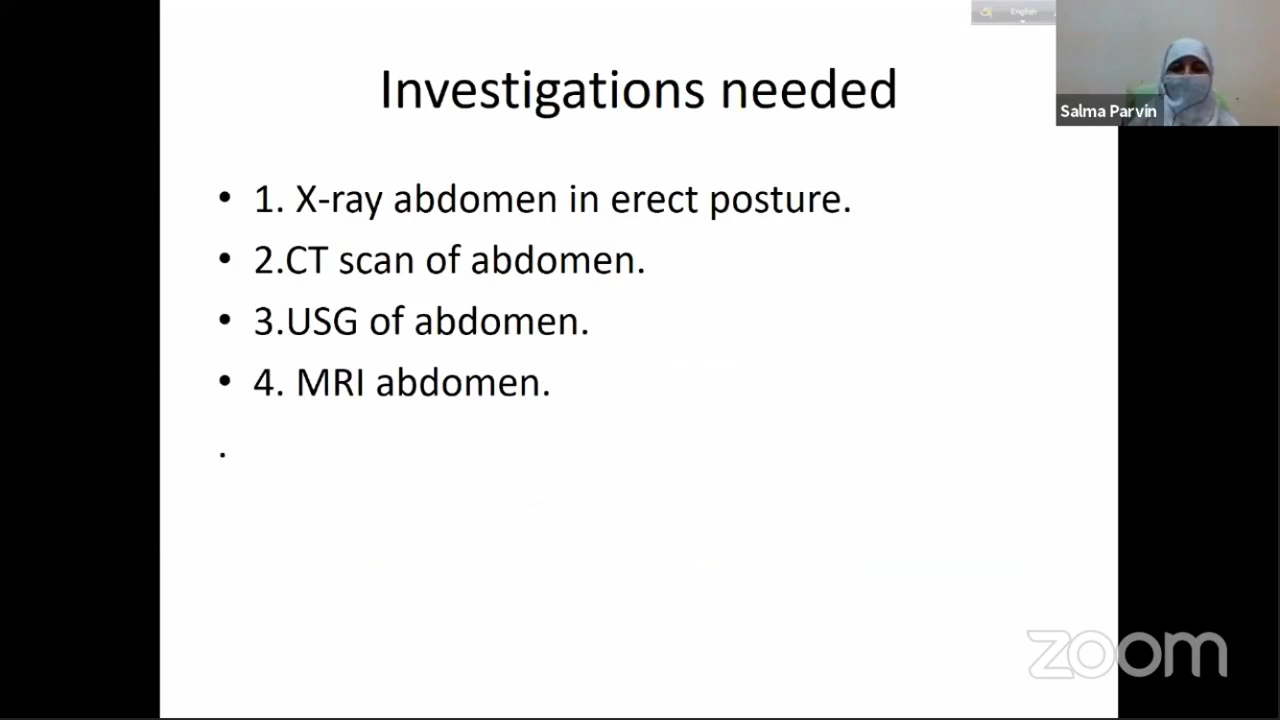 English
Investigations needed
Salma Parvin
• 1. X-ray abdomen in erect posture.
• 2.CT scan of abdomen.
• 3.USG of abdomen.
• 4. MRI abdomen.
.
zoom